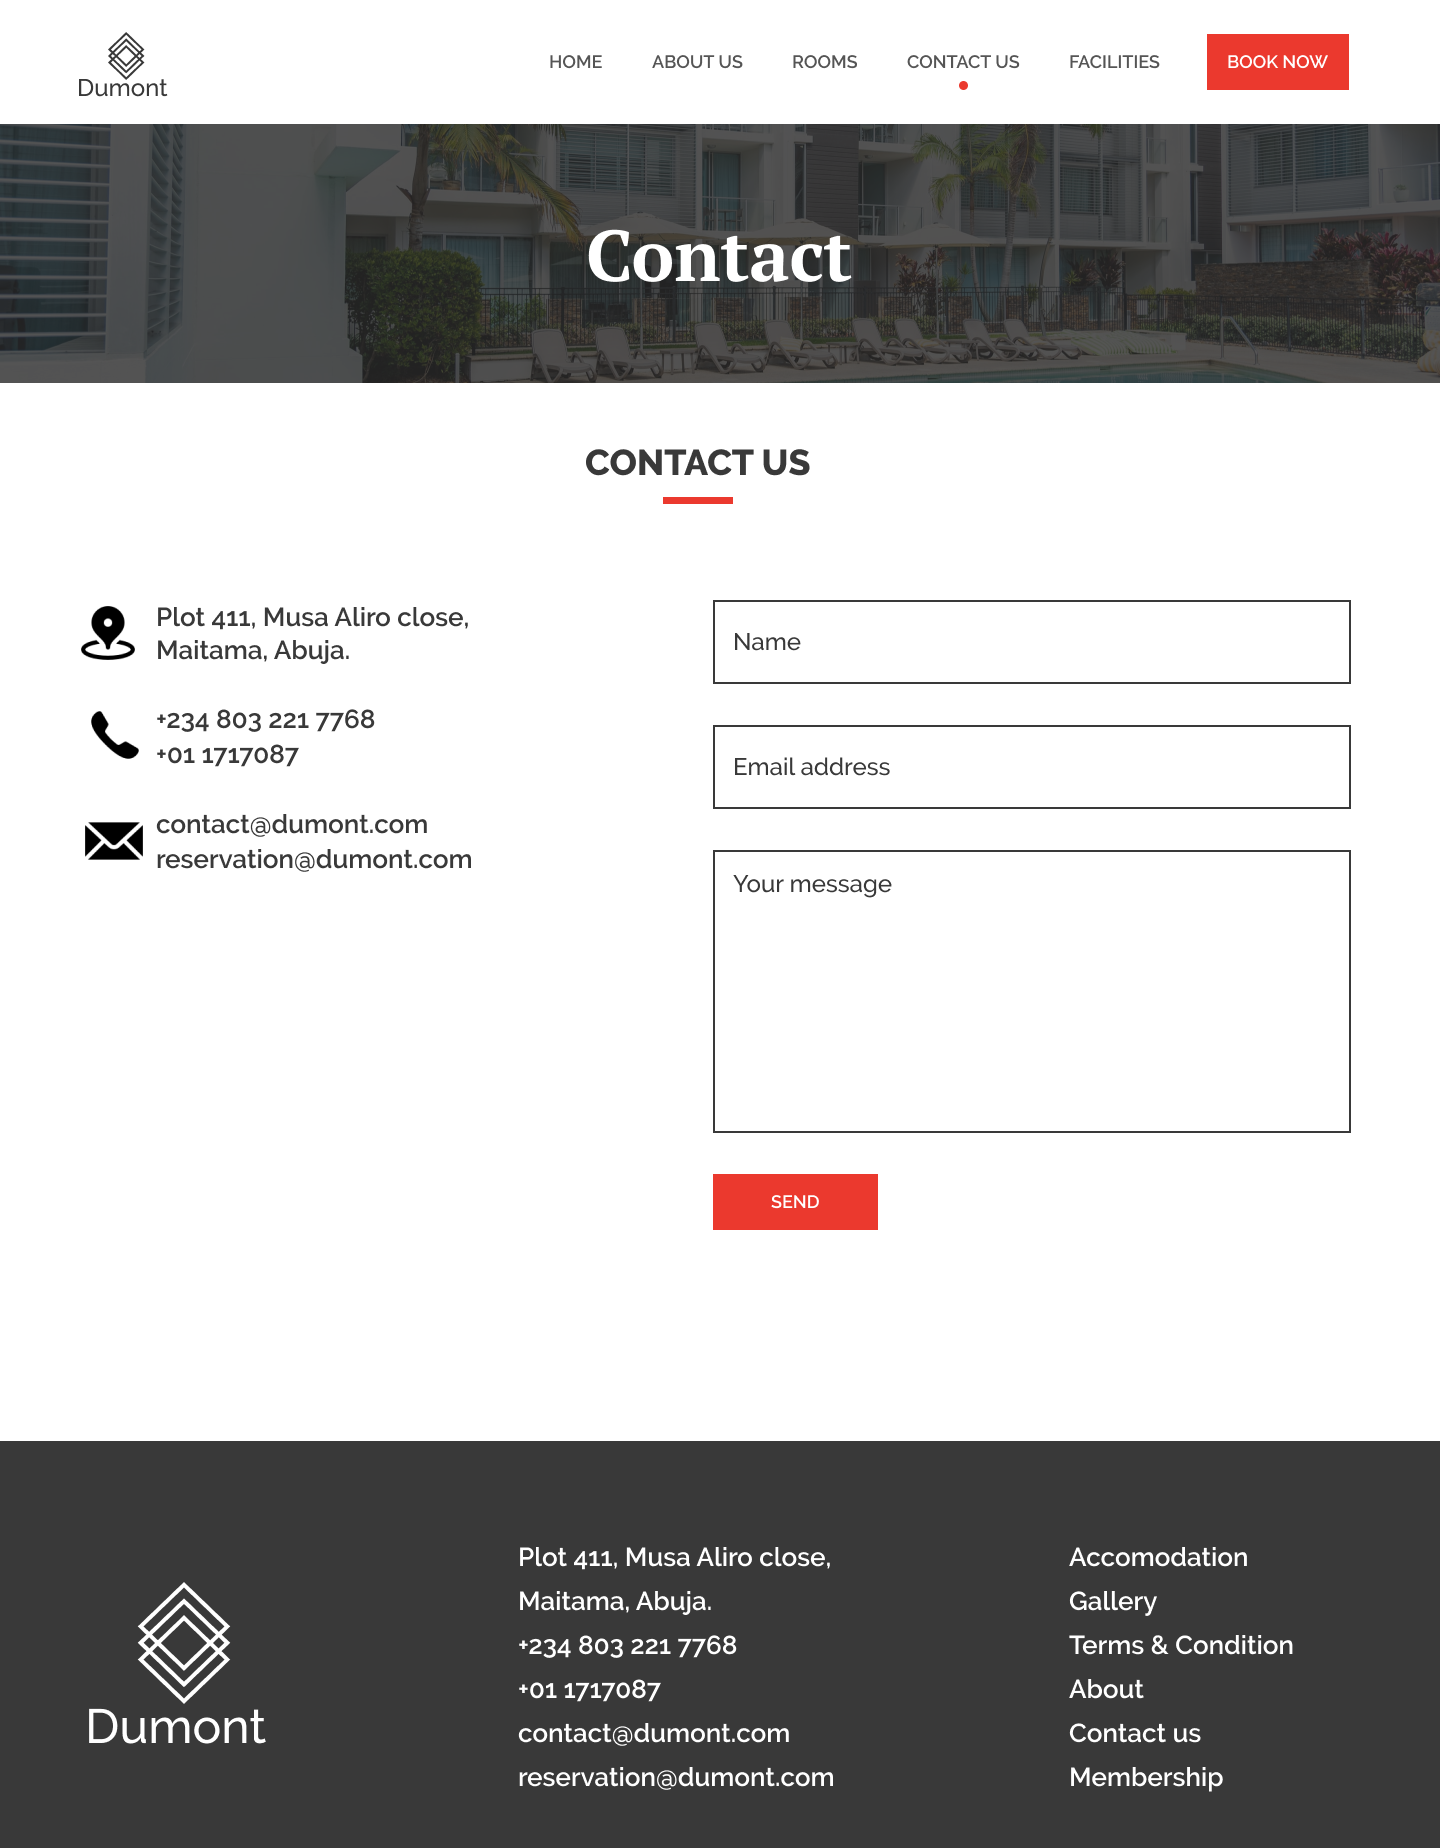 Dumont
HOME
ABOUT US
ROOMS
CONTACT US
FACILITIES
BOOK NOW
Contact
CONTACT US
Plot 411, Musa Aliro close,
Maitama, Abuja.
+234 803 221 7768
+01 1717087
contact@dumont.com
reservation@dumont.com
Name
Email address
Your message
SEND
Dumont
Plot 411, Musa Aliro close,
Maitama, Abuja.
+234 803 221 7768
+01 1717087
contact@dumont.com
reservation@dumont.com
Accomodation
Gallery
Terms & Condition
About
Contact us
Membership